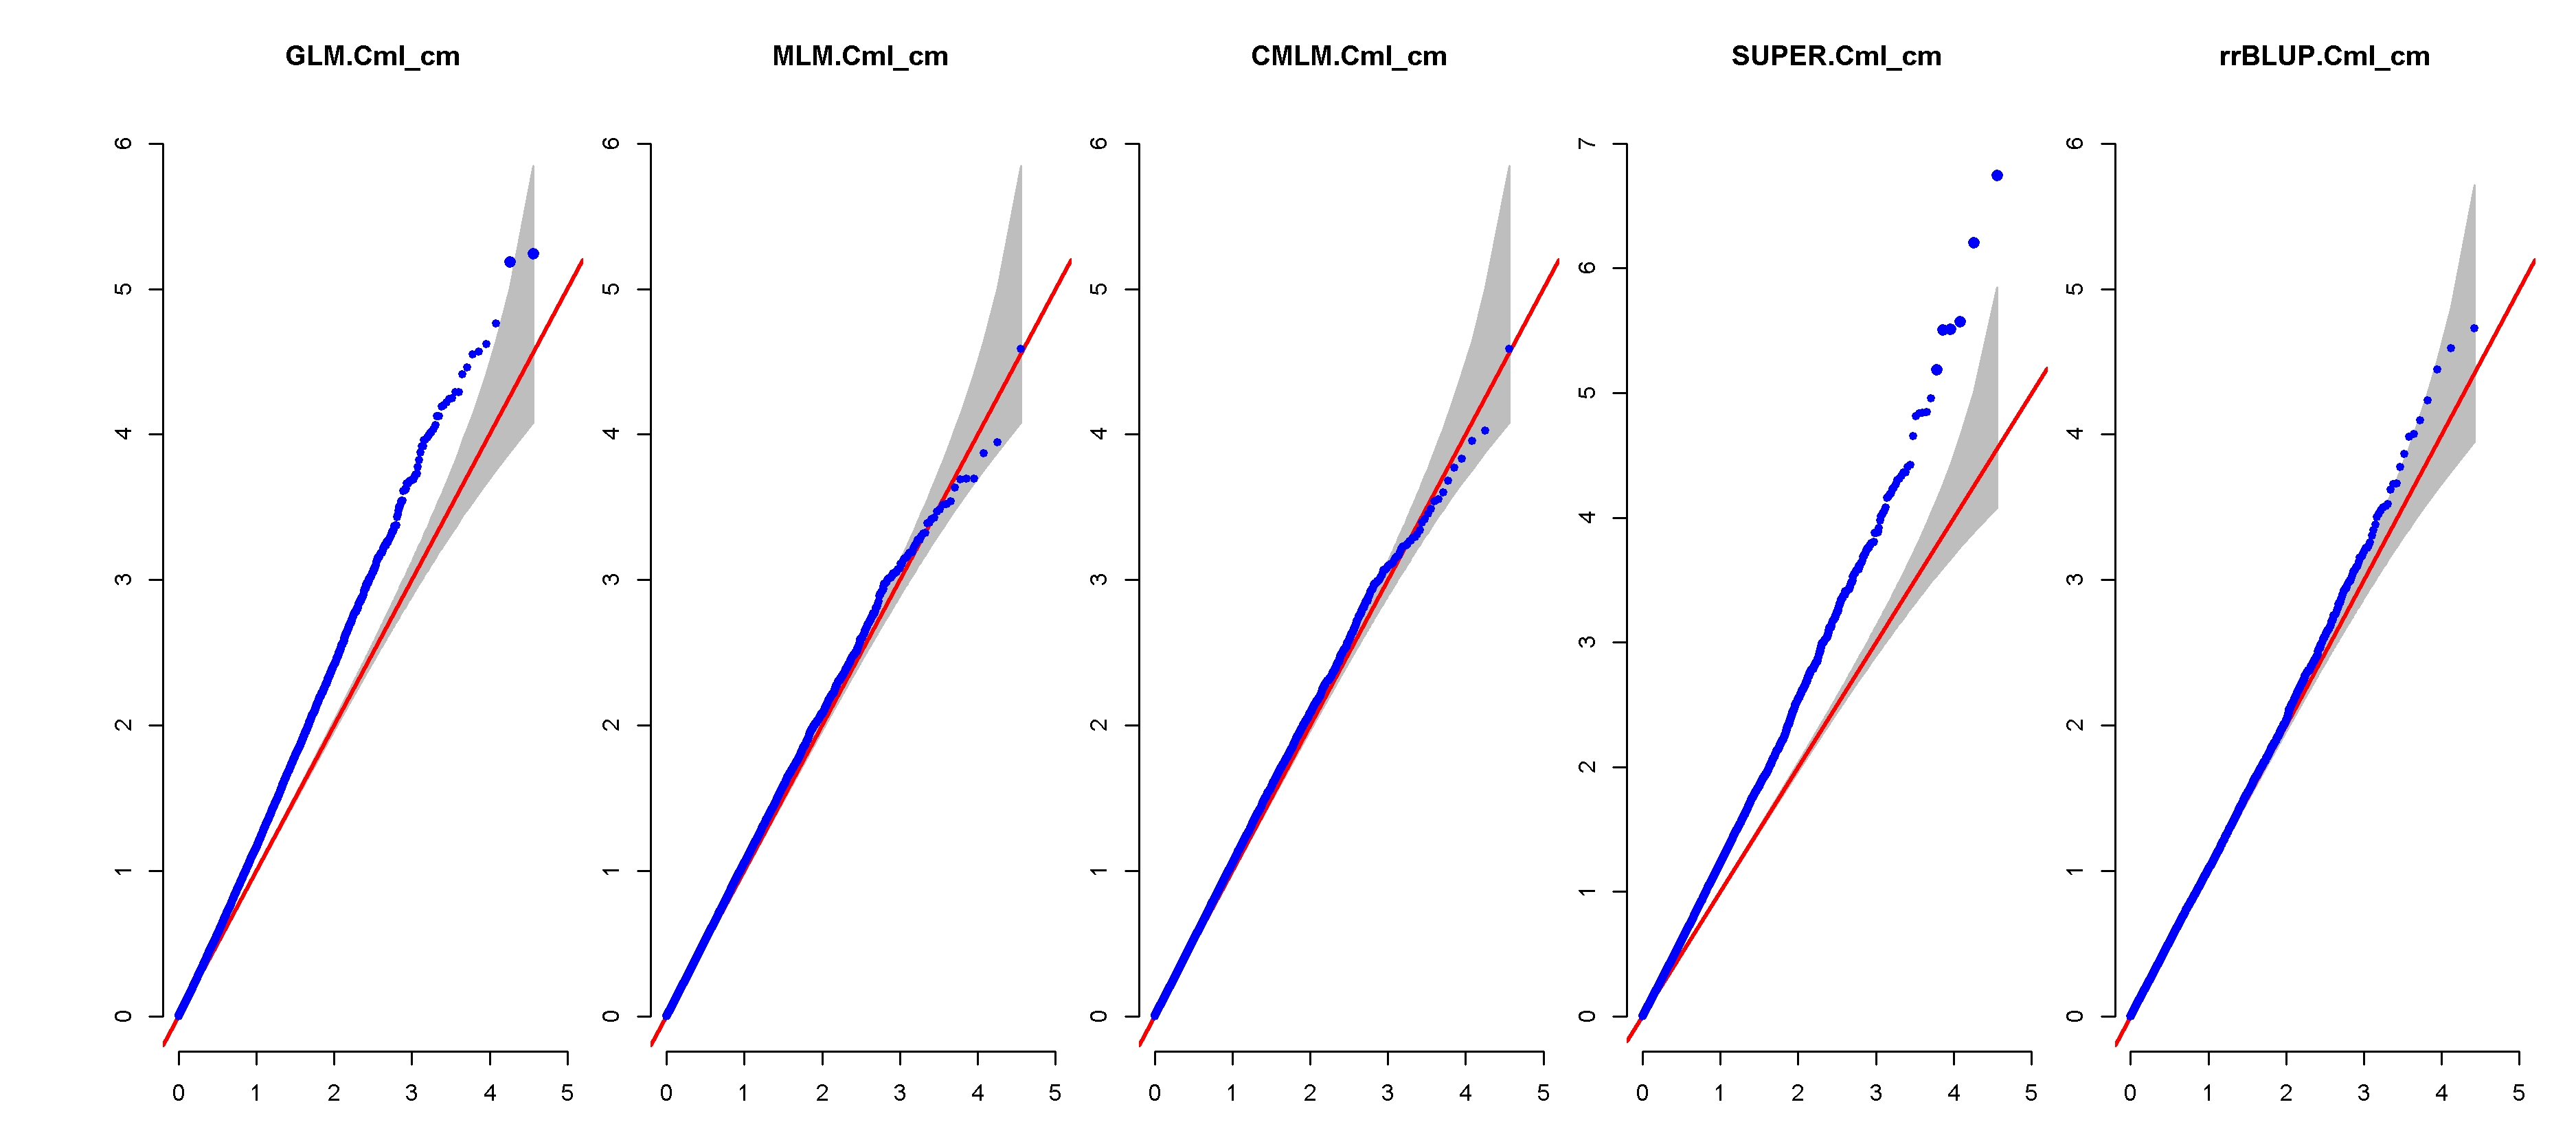 GLM.Cml_cm MLM.Cml_cm CMLM.Cml_cm SUPER.Cml_cm rrBLUP.Cml_cm
6 6 6 7 6
6
5 5 5 5
5
4 4 4 4
4
3 3 3 3
3
2 2 2 2
2
1 1 1 1
1
0 0 0 0 0
0 1 2 3 4 5 0 1 2 3 4 5 0 1 2 3 4 5 0 1 2 3 4 5 0 1 2 3 4 5